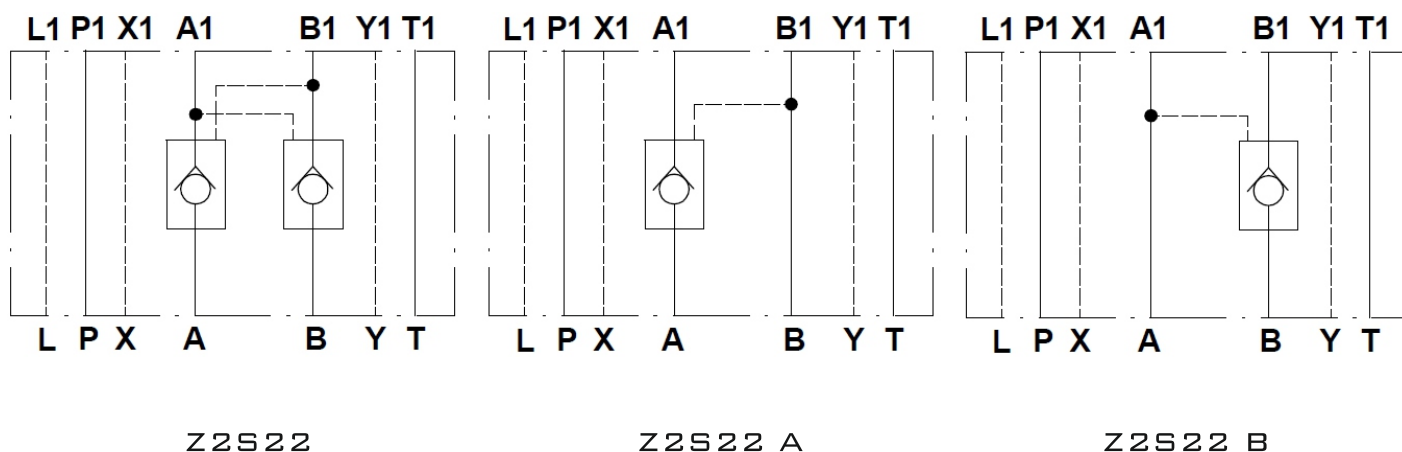 L1 P1 X1 A1 B1 Y1 T1 L1 P1 X1 A1 B1 Y1 T1 L1 P1 X1 A1 B1 Y1 T1
L P X A B Y T L P X A B Y T L P X A B Y T
Z2S22 Z2S22 A Z2S22 B